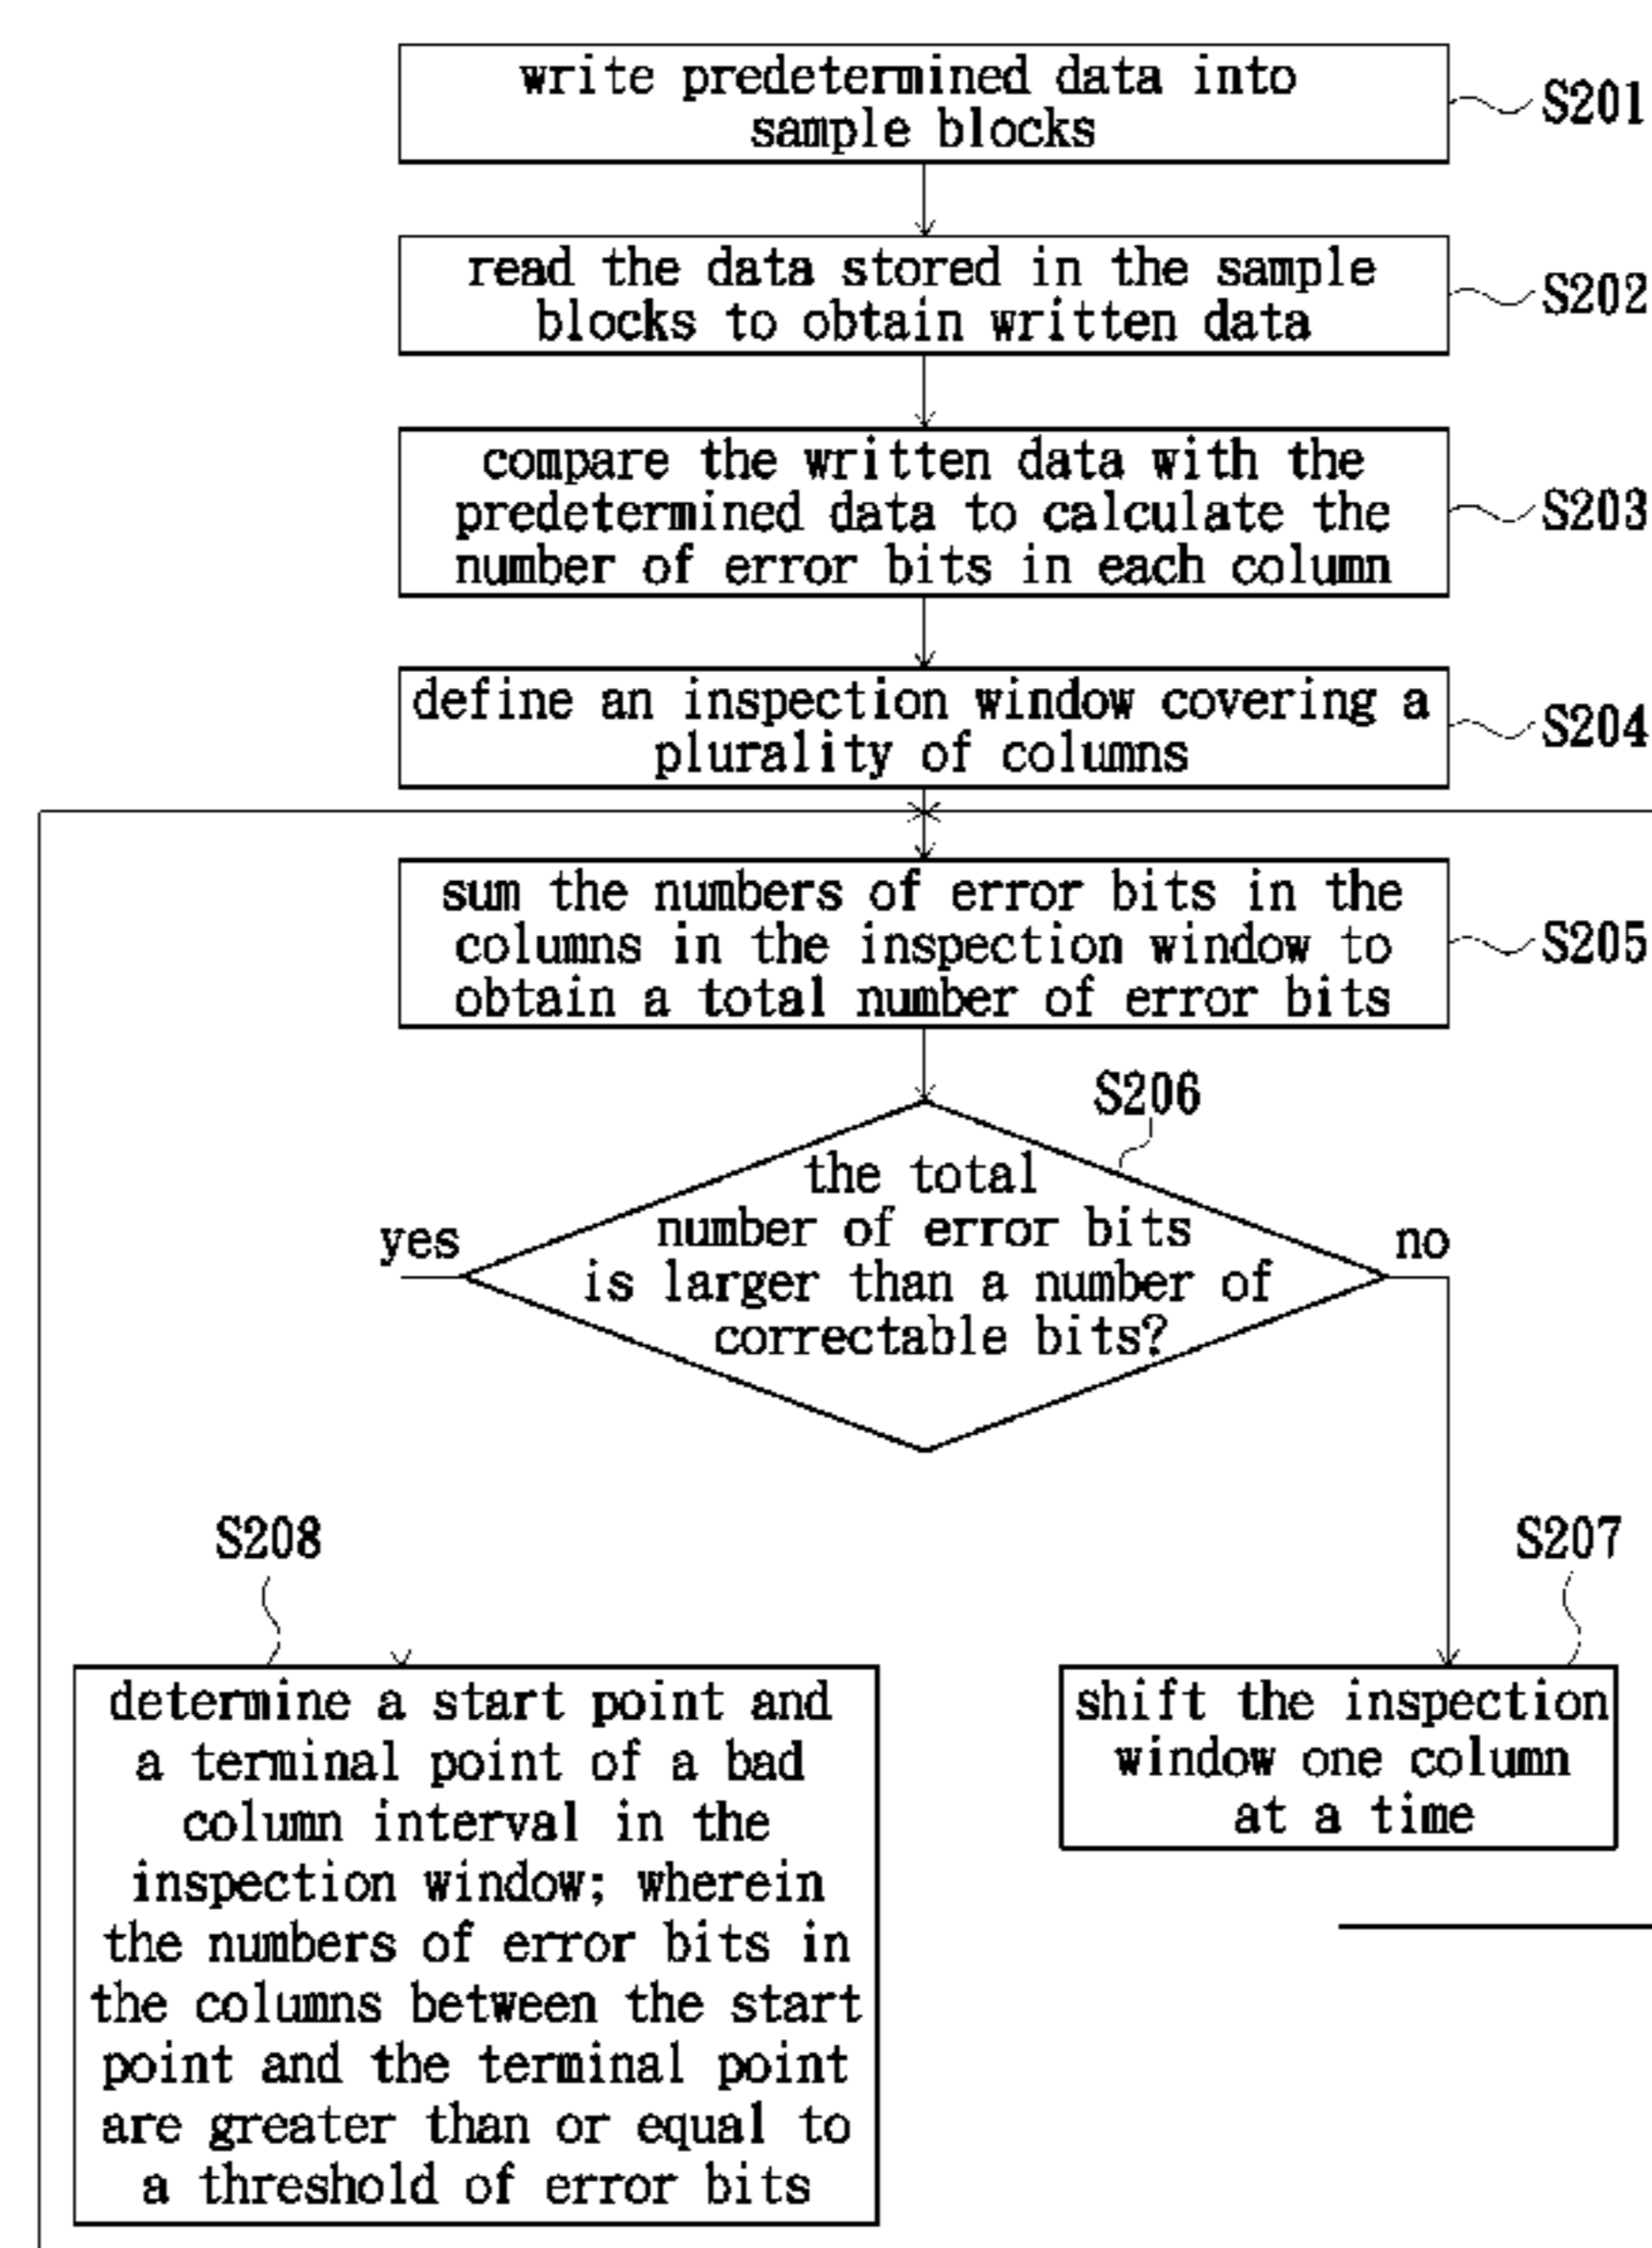 write predetermined data into
sample blocks
S201
read the data stored in the sample
blocks to obtain written data
S202
compare the written data with the
predetermined data to calculate the
number of error bits in each column
S203
define an inspection window covering a
plurality of columns
S204
sum the numbers of error bits in the
columns in the inspection window to
obtain a total number of error bits
S205
S206
the total
number of error bits
is larger than a number of
correctable bits?
yes
no
S208
determine a start point and
a terminal point of a bad
column interval in the
inspection window; wherein
the numbers of error bits in
the columns between the start
point and the terminal point
are greater than or equal to
a threshold of error bits
S207
shift the inspection
window one column
at a time